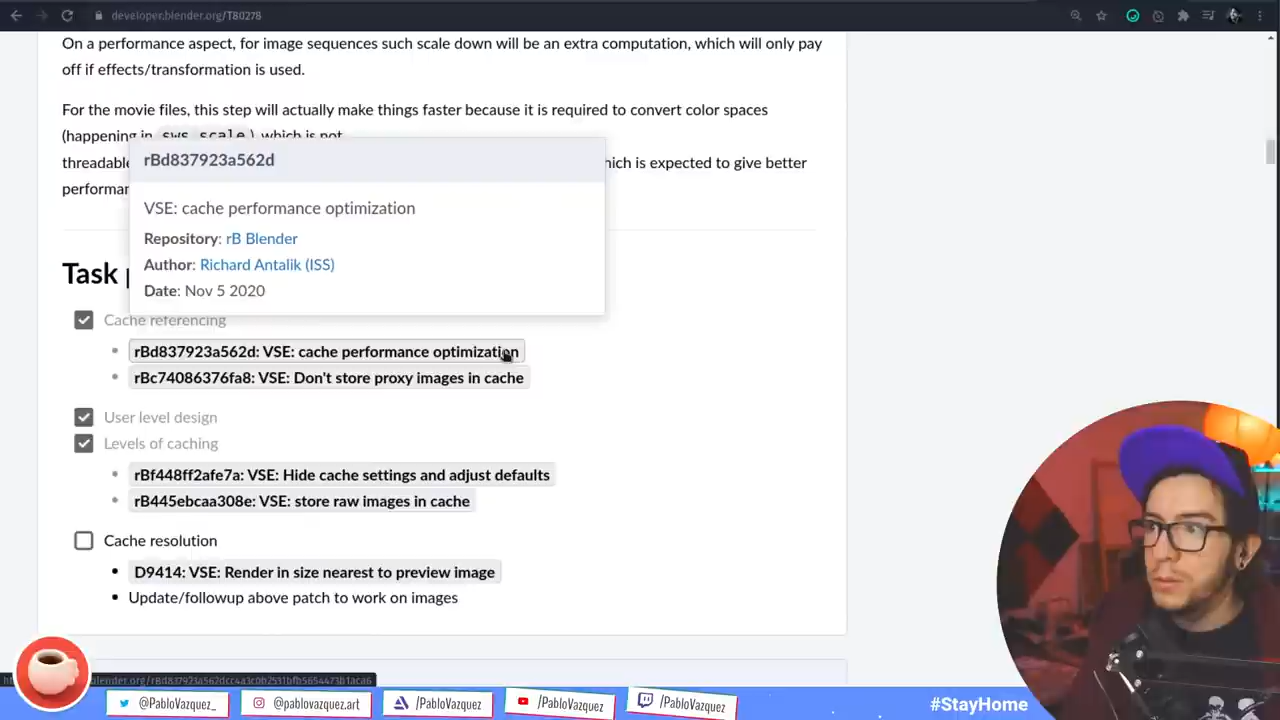 developer.blender.org/T80278
On a performance aspect, for image sequences such scale down will be an extra computation, which will only pay
off if effects/transformation is used.
For the movie files, this step will actually make things faster because it is required to convert color spaces
(happening in sws_scale), which is not
threadable
hich is expected to give better
performan
rBd837923a562d
VSE: cache performance optimization
Repository: rB Blender
Author: Richard Antalik (ISS)
Date: Nov 5 2020
Task p
Cache referencing
rBd837923a562d: VSE: cache performance optimization
rBc74086376fa8: VSE: Don't store proxy images in cache
User level design
Levels of caching
rBf448ff2afe7a: VSE: Hide cache settings and adjust defaults
rB445ebcaa308e: VSE: store raw images in cache
Cache resolution
D9414: VSE: Render in size nearest to preview image
Update/followup above patch to work on images
@PabloVazquez_
@pablovazquez.art
/PabloVazquez
/PabloVazquez
/PabloVazquez
#StayHome